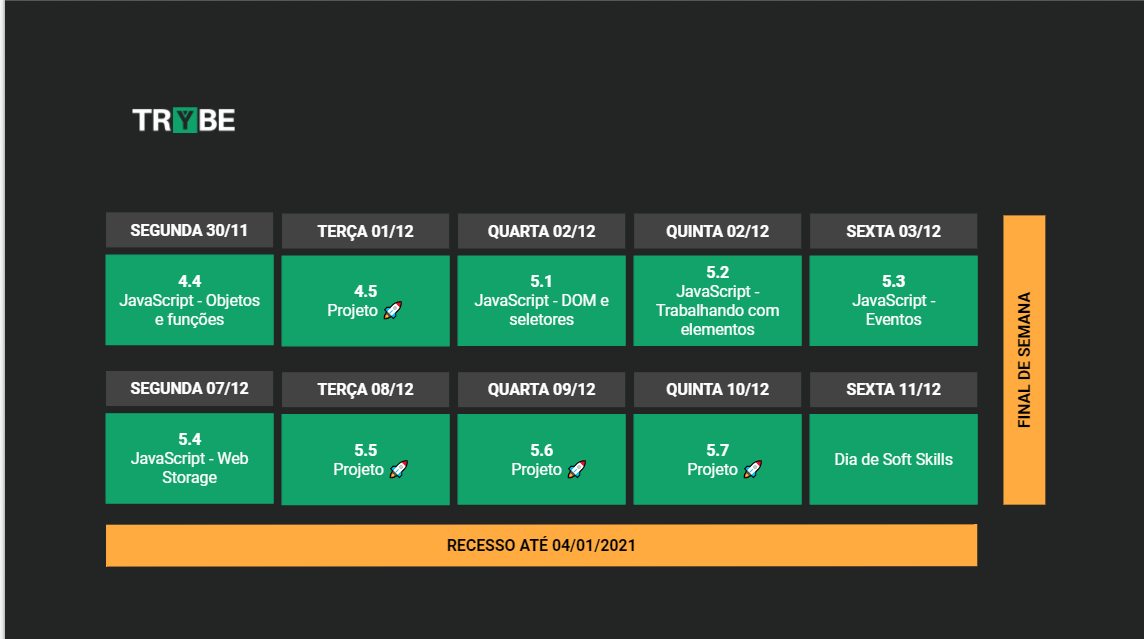 TRYBE
SEGUNDA 30/11
TERÇA 01/12
QUARTA 02/12
QUINTA 02/12
SEXTA 03/12
4.4
JavaScript - Objetos
e funções
4.5
Projeto 🚀
5.1
JavaScript - DOM e
seletores
5.2
JavaScript -
Trabalhando com
elementos
5.3
JavaScript -
Eventos
SEGUNDA 07/12
TERÇA 08/12
QUARTA 09/12
QUINTA 10/12
SEXTA 11/12
5.4
JavaScript - Web
Storage
5.5
Projeto 🚀
5.6
Projeto 🚀
5.7
Projeto 🚀
Dia de Soft Skills
FINAL DE SEMANA
RECESSO ATÉ 04/01/2021